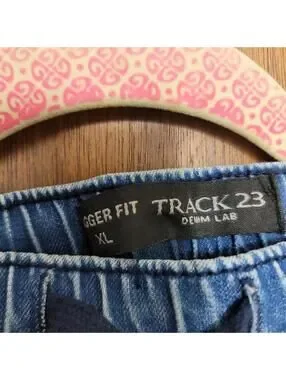 GGER FIT TRACK 23
XL DENIM LAB